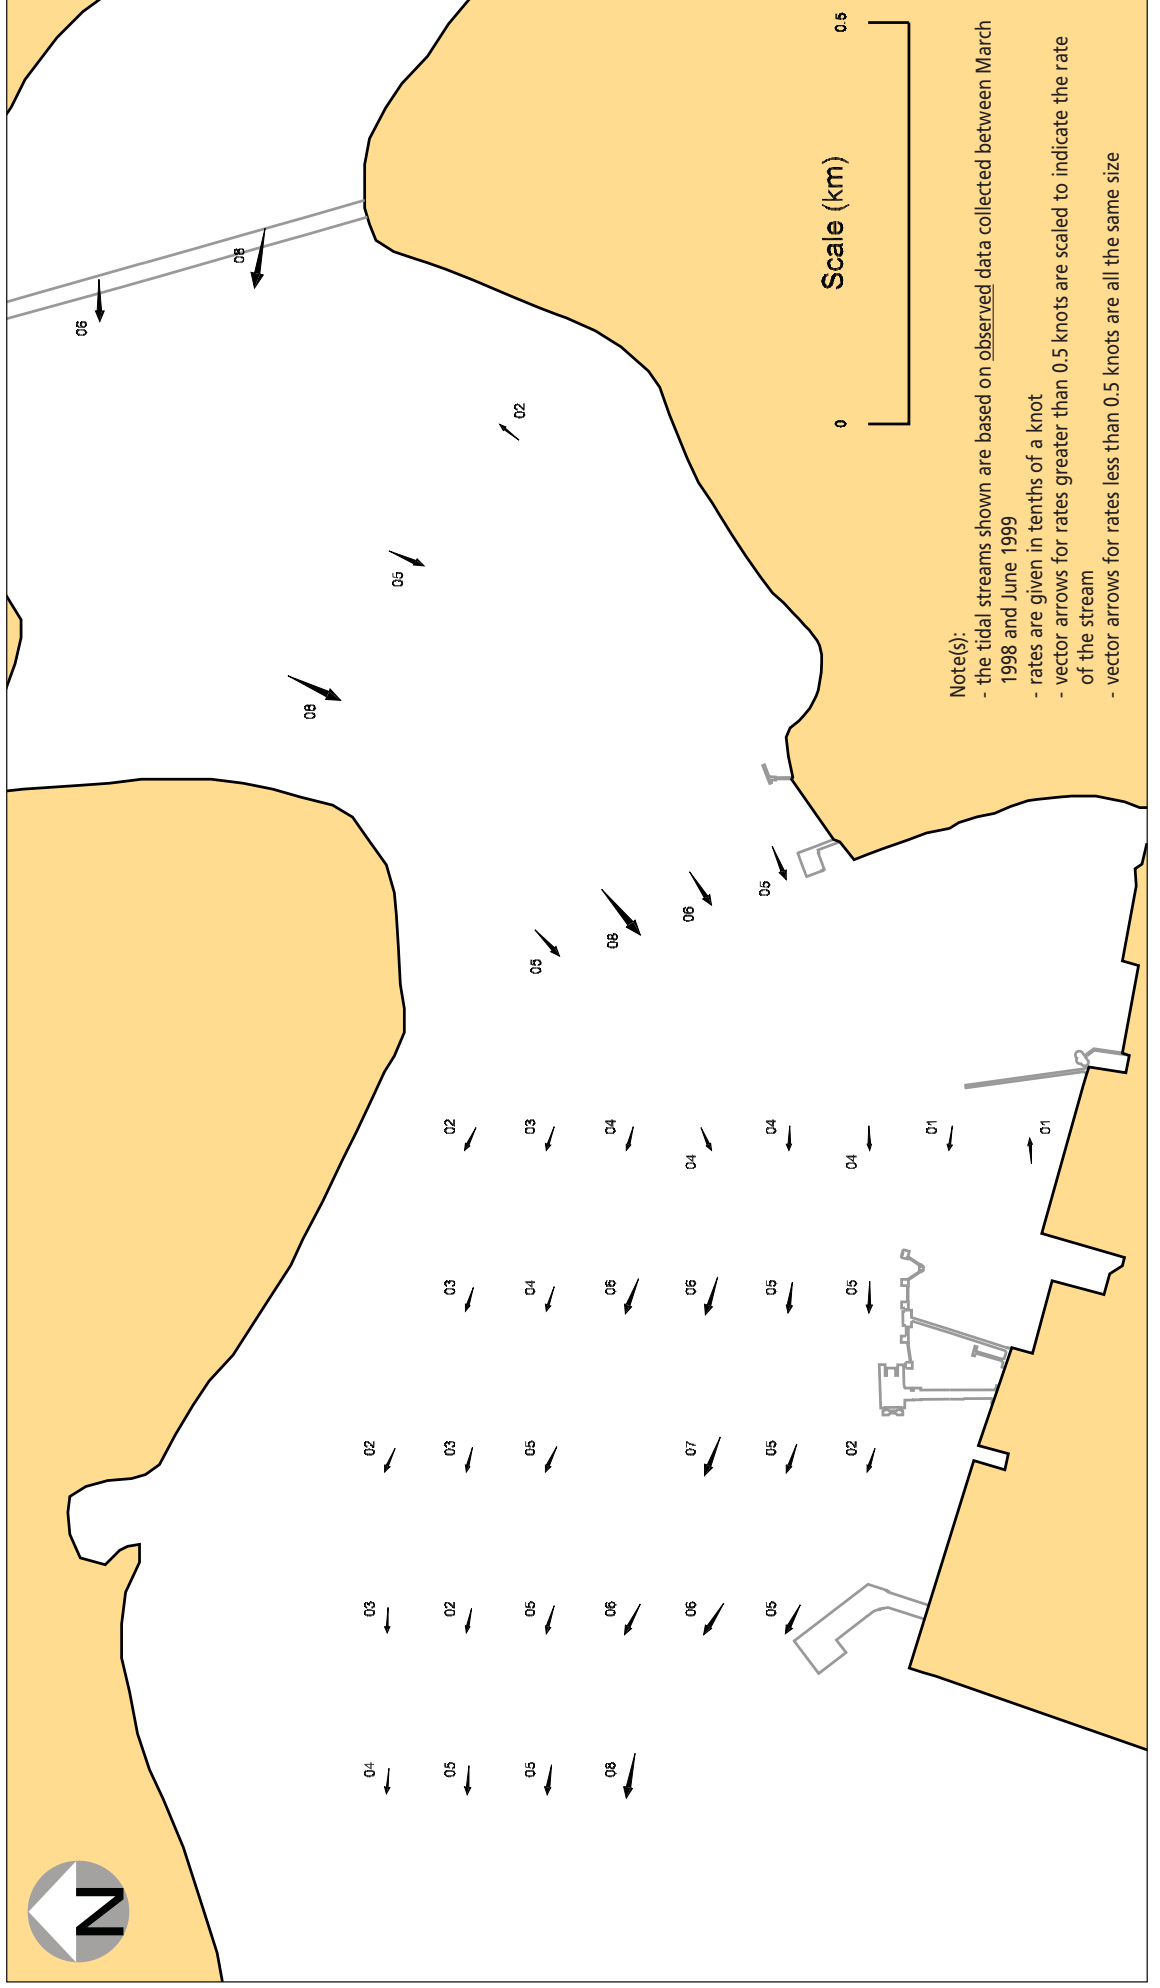 N
06
08
08
04 03 02
05
05 02 03 03 02
02
05 05 05 04 03 05
08 06 06 04 08
06 07 06 04 06
05 05 05 04 05
02 05 04
01
01
Scale (km)
0 0.5
Note(s):
- the tidal streams shown are based on observed data collected between March
1998 and June 1999
- rates are given in tenths of a knot
- vector arrows for rates greater than 0.5 knots are scaled to indicate the rate
of the stream
- vector arrows for rates less than 0.5 knots are all the same size